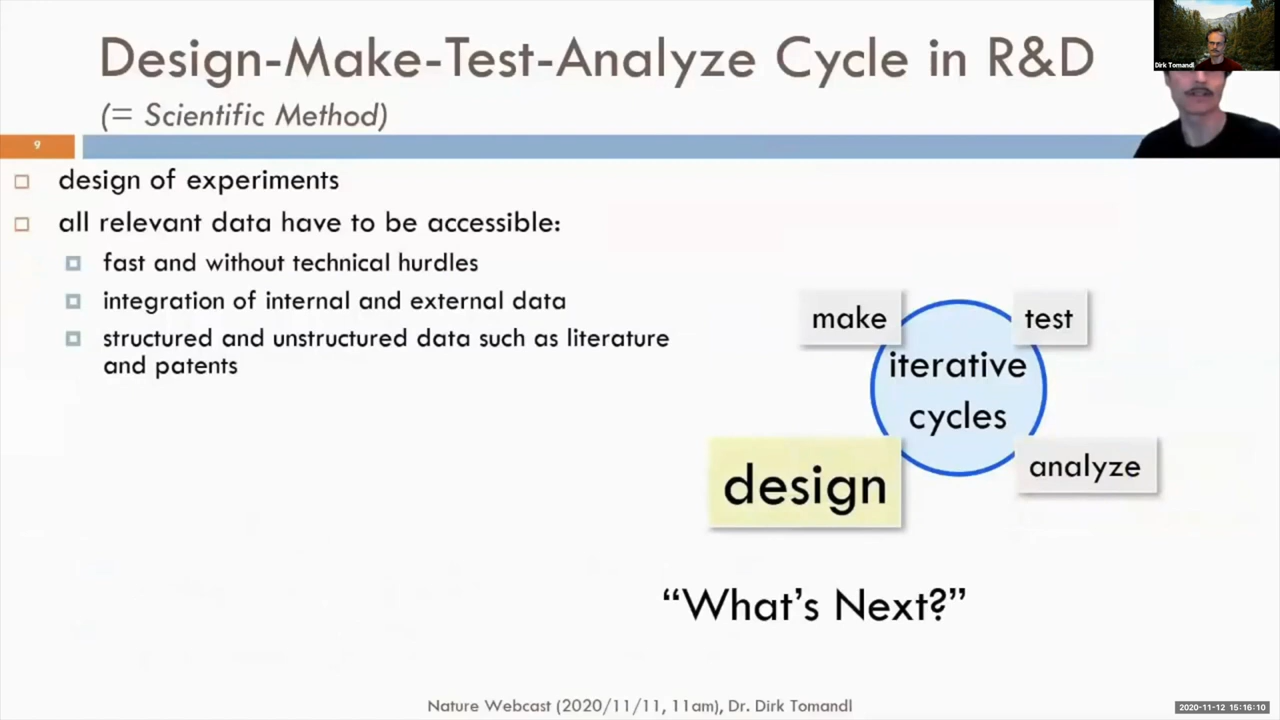 Design-Make-Test-Analyze Cycle in R&D
(= Scientific Method)
Dirk Tomandl
9
design of experiments
all relevant data have to be accessible:
fast and without technical hurdles
integration of internal and external data
structured and unstructured data such as literature
and patents
make
test
iterative
cycles
design
analyze
“What’s Next?”
Nature Webcast (2020/11/11, 11am), Dr. Dirk Tomandl
2020-11-12 15:16:10